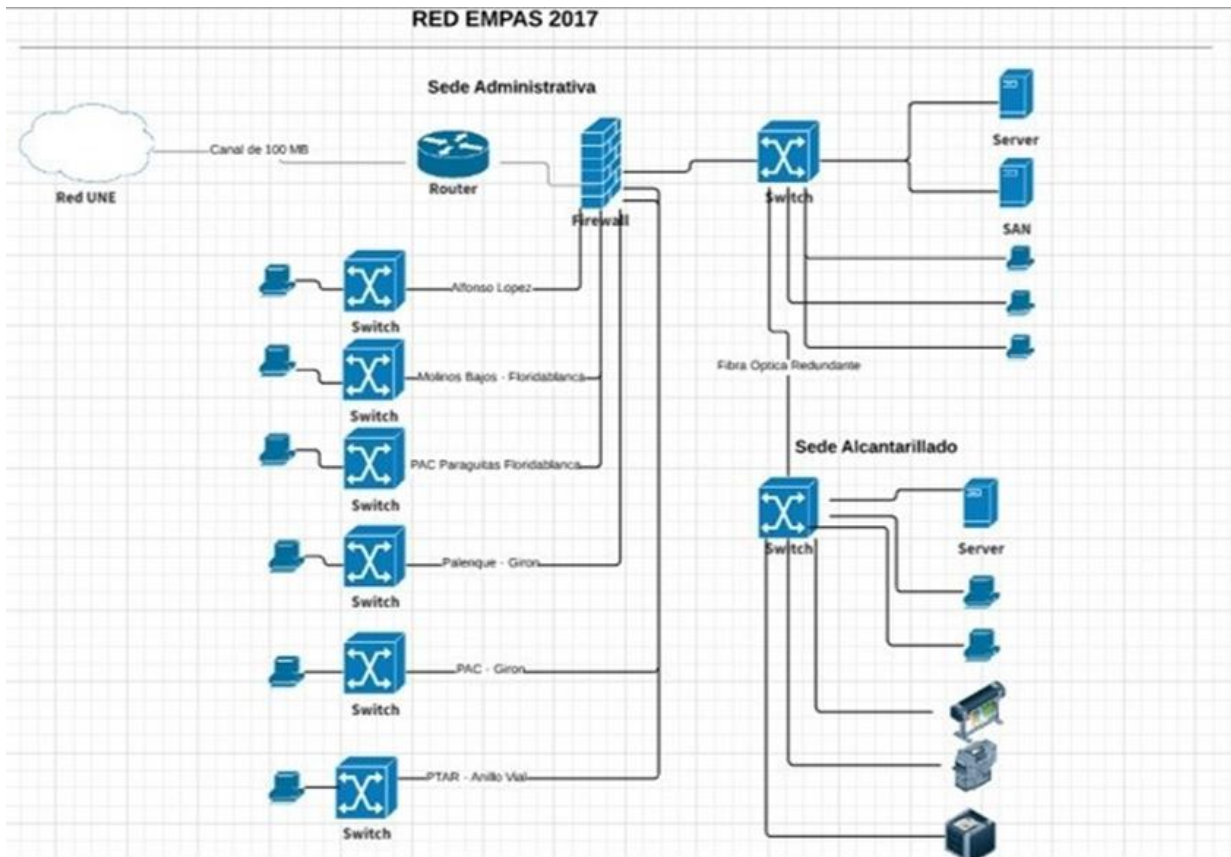 RED EMPAS 2017
Sede Administrativa
Canal de 100 MB
Red UNE
Router
Firewall
Switch
Server
SAN
Alfonso Lopez
Switch
Molinos Bajos - Floridablanca
Switch
PAC Paraguitas Floridablanca
Switch
Palenque - Giron
Switch
PAC - Giron
Switch
PTAR - Anillo Vial
Switch
Fibra Optica Redundante
Sede Alcantarillado
Switch
Server